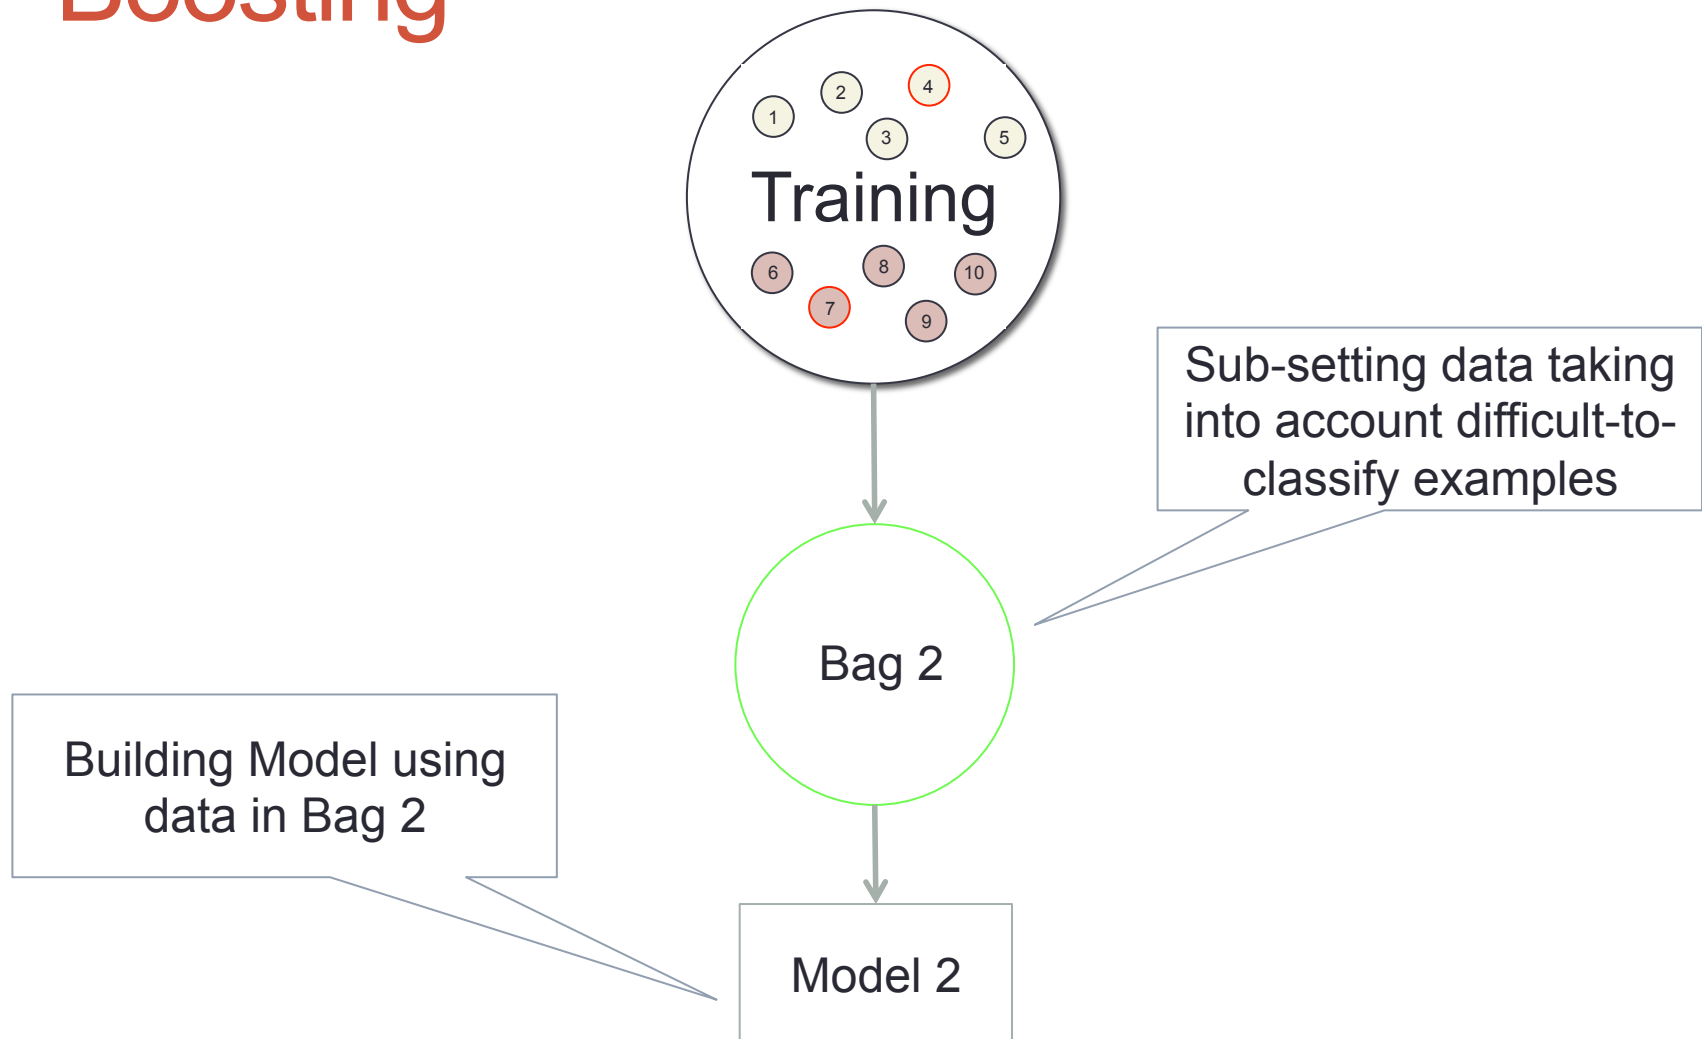 Boosting
1
2
4
3
5
Training
6
8
10
7
9
Sub-setting data taking
into account difficult-to-
classify examples
Bag 2
Building Model using
data in Bag 2
Model 2